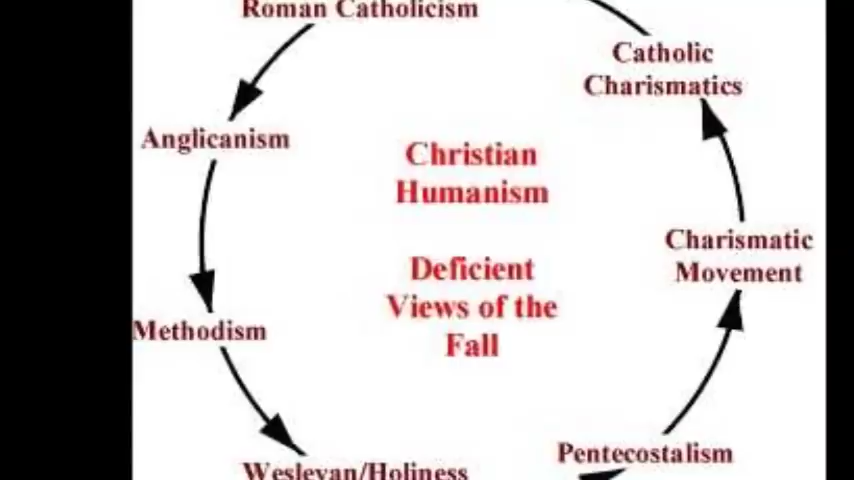 Roman Catholicism
Catholic
Charismatics
Anglicanism
Christian
Humanism
Charismatic
Movement
Deficient
Views of the
Fall
Methodism
Pentecostalism
Wesleyan/Holiness